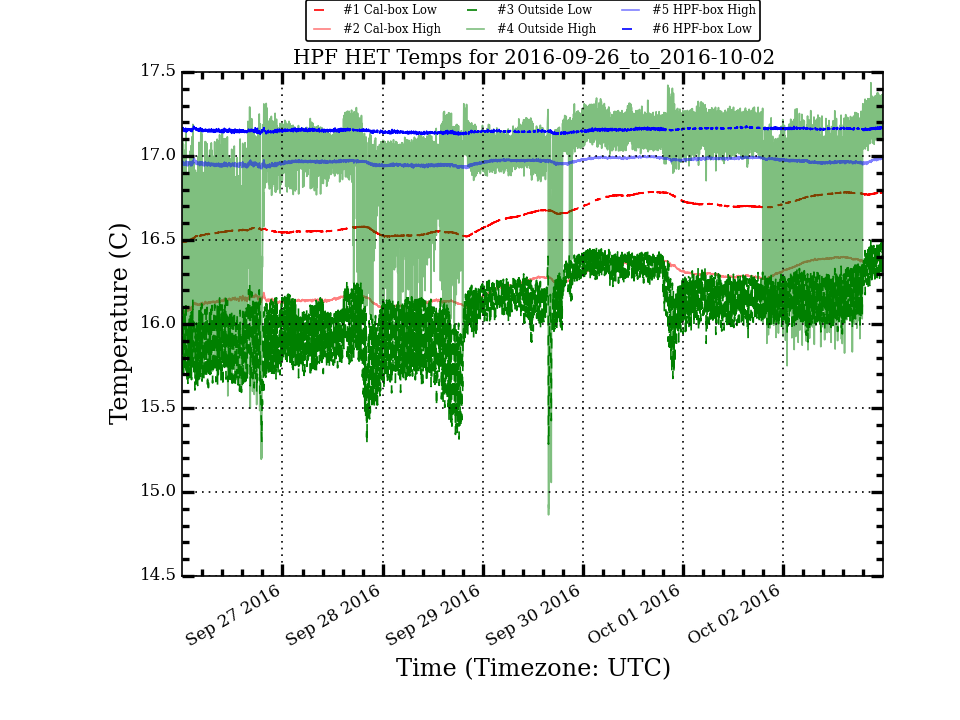 #1 Cal-box Low #3 Outside Low #5 HPF-box High
#2 Cal-box High #4 Outside High #6 HPF-box Low
HPF HET Temps for 2016-09-26_to_2016-10-02
17.5
17.0
16.5
16.0
15.5
15.0
14.5
Temperature (C)
Sep 27 2016 Sep 28 2016 Sep 29 2016 Sep 30 2016 Oct 01 2016 Oct 02 2016
Time (Timezone: UTC)